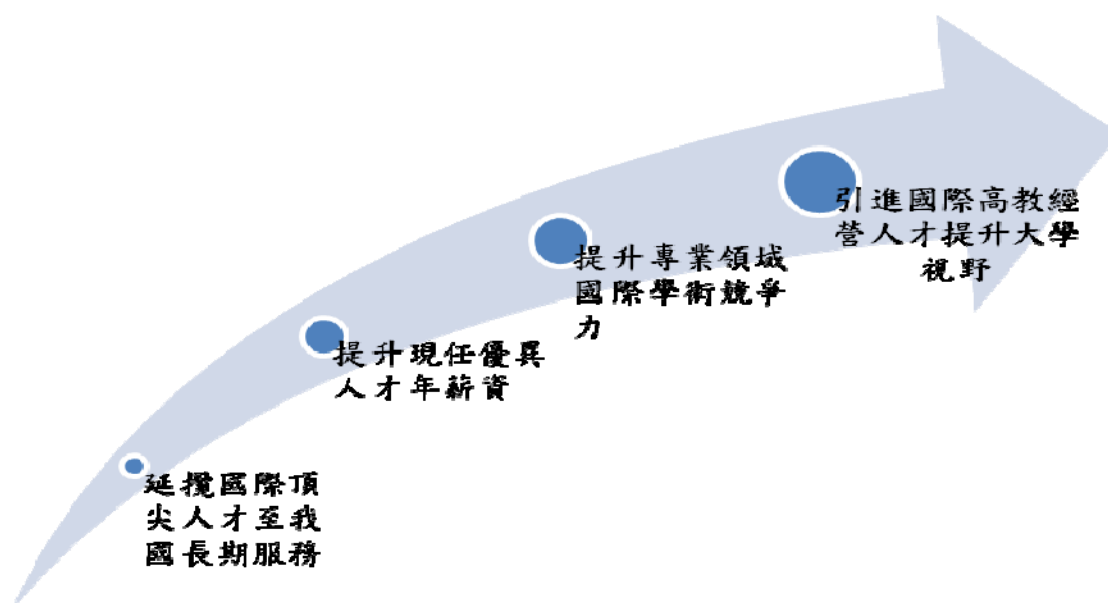 引進國際高教經
營人才提升大學
視野
提升專業領域
國際學術競爭
力
提升現任優異
人才年薪資
延攬國際頂
尖人才至我
國長期服務